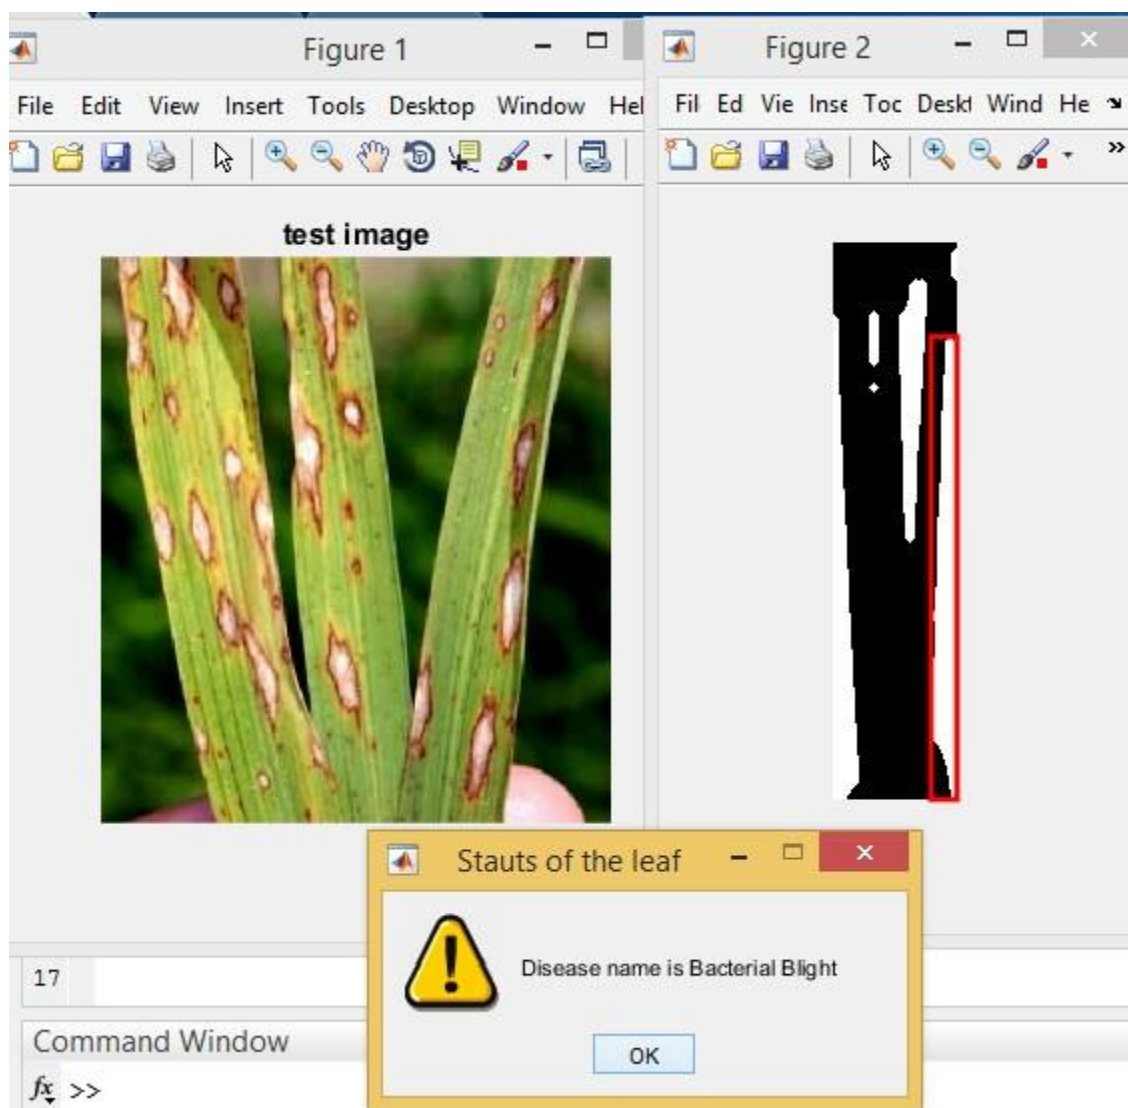 Figure 1
File Edit View Insert Tools Desktop Window Hel
test image
Figure 2
Fil Ed Vie Inse Toc Deskt Wind He
Stauts of the leaf
Disease name is Bacterial Blight
OK
17
Command Window
fx >>